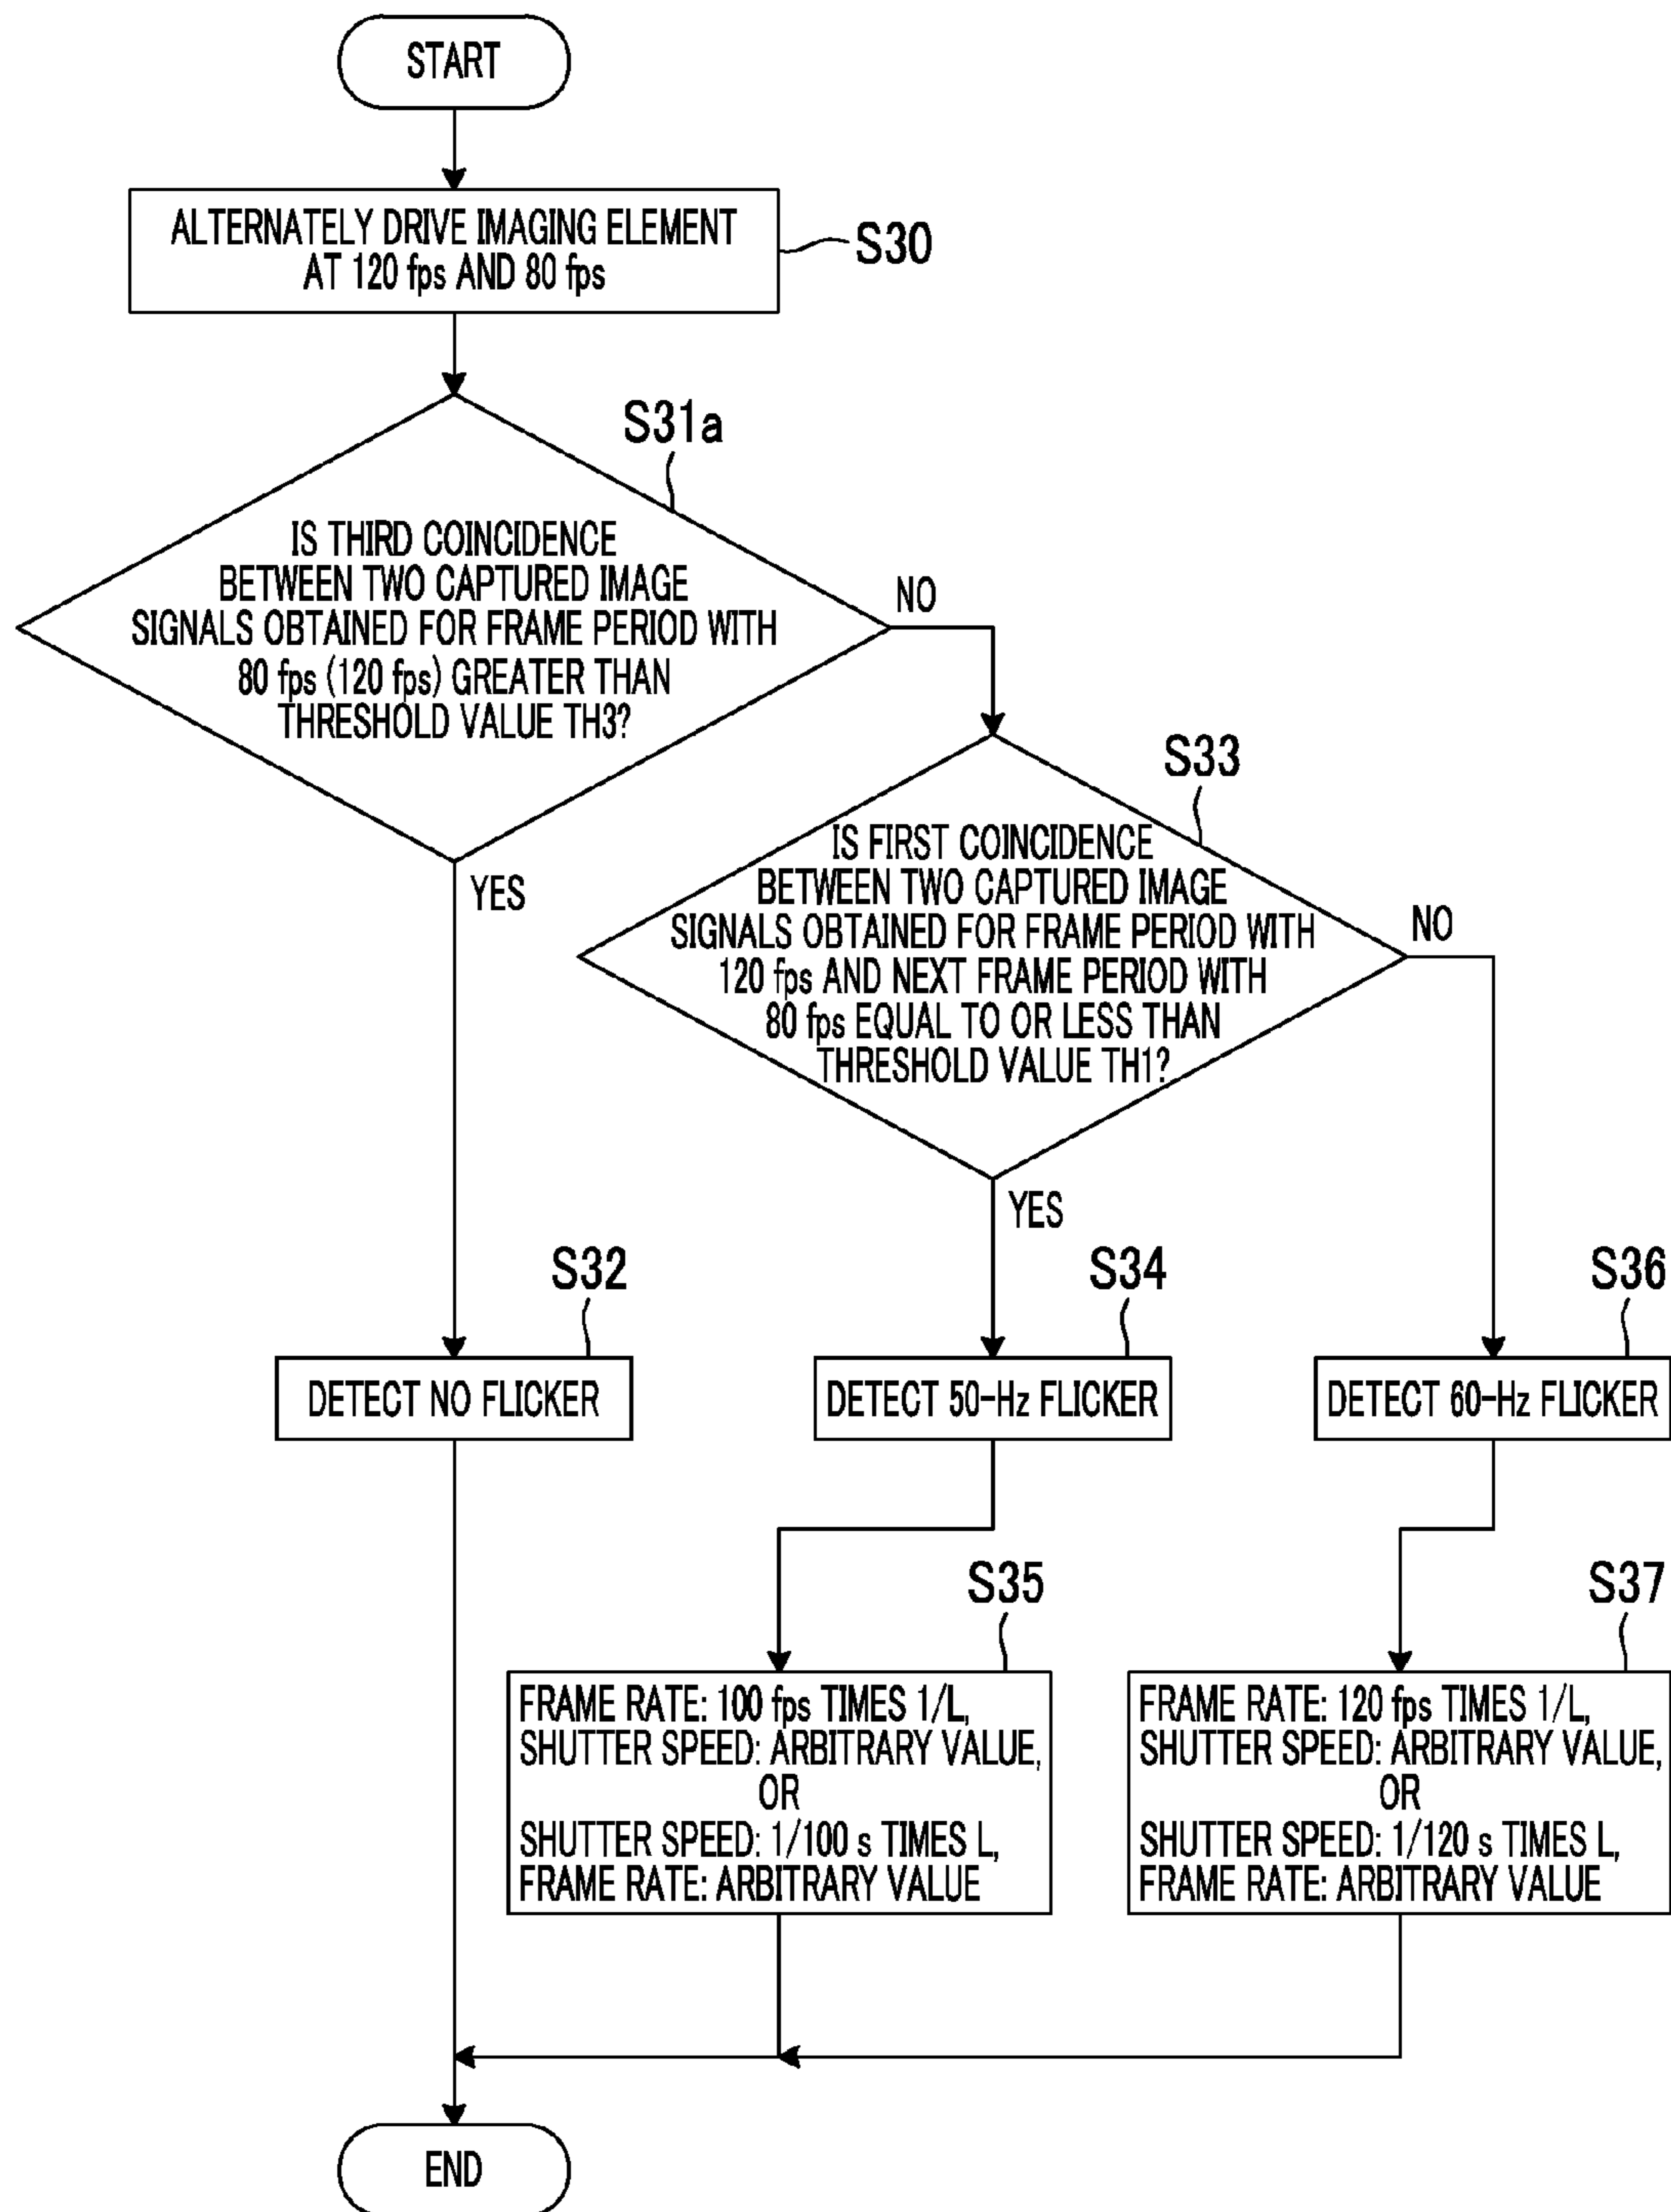 START
ALTERNATELY DRIVE IMAGING ELEMENT
AT 120 fps AND 80 fps
S30
S31a
IS THIRD COINCIDENCE
BETWEEN TWO CAPTURED IMAGE
SIGNALS OBTAINED FOR FRAME PERIOD WITH
80 fps (120 fps) GREATER THAN
THRESHOLD VALUE TH3?
NO
YES
S33
IS FIRST COINCIDENCE
BETWEEN TWO CAPTURED IMAGE
SIGNALS OBTAINED FOR FRAME PERIOD WITH
120 fps AND NEXT FRAME PERIOD WITH
80 fps EQUAL TO OR LESS THAN
THRESHOLD VALUE TH1?
NO
YES
S32
DETECT NO FLICKER
S34
DETECT 50-Hz FLICKER
S36
DETECT 60-Hz FLICKER
S35
FRAME RATE: 100 fps TIMES 1/L,
SHUTTER SPEED: ARBITRARY VALUE,
OR
SHUTTER SPEED: 1/100 s TIMES L,
FRAME RATE: ARBITRARY VALUE
S37
FRAME RATE: 120 fps TIMES 1/L,
SHUTTER SPEED: ARBITRARY VALUE,
OR
SHUTTER SPEED: 1/120 s TIMES L,
FRAME RATE: ARBITRARY VALUE
END